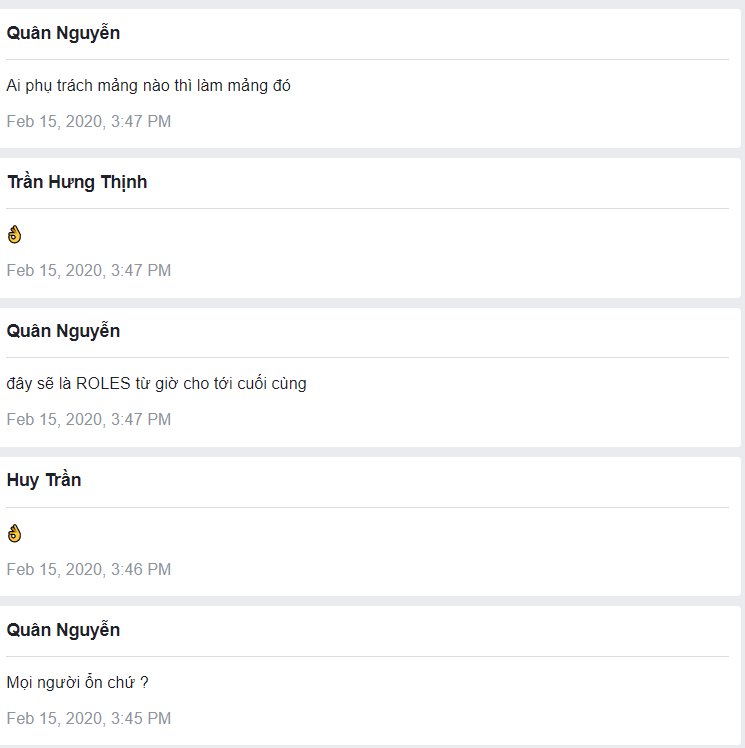 Quân Nguyễn
Ai phụ trách mảng nào thì làm mảng đó
Feb 15, 2020, 3:47 PM
Trần Hưng Thịnh
👌
Feb 15, 2020, 3:47 PM
Quân Nguyễn
đây sẽ là ROLES từ giờ cho tới cuối cùng
Feb 15, 2020, 3:47 PM
Huy Trần
👌
Feb 15, 2020, 3:46 PM
Quân Nguyễn
Mọi người ổn chứ ?
Feb 15, 2020, 3:45 PM